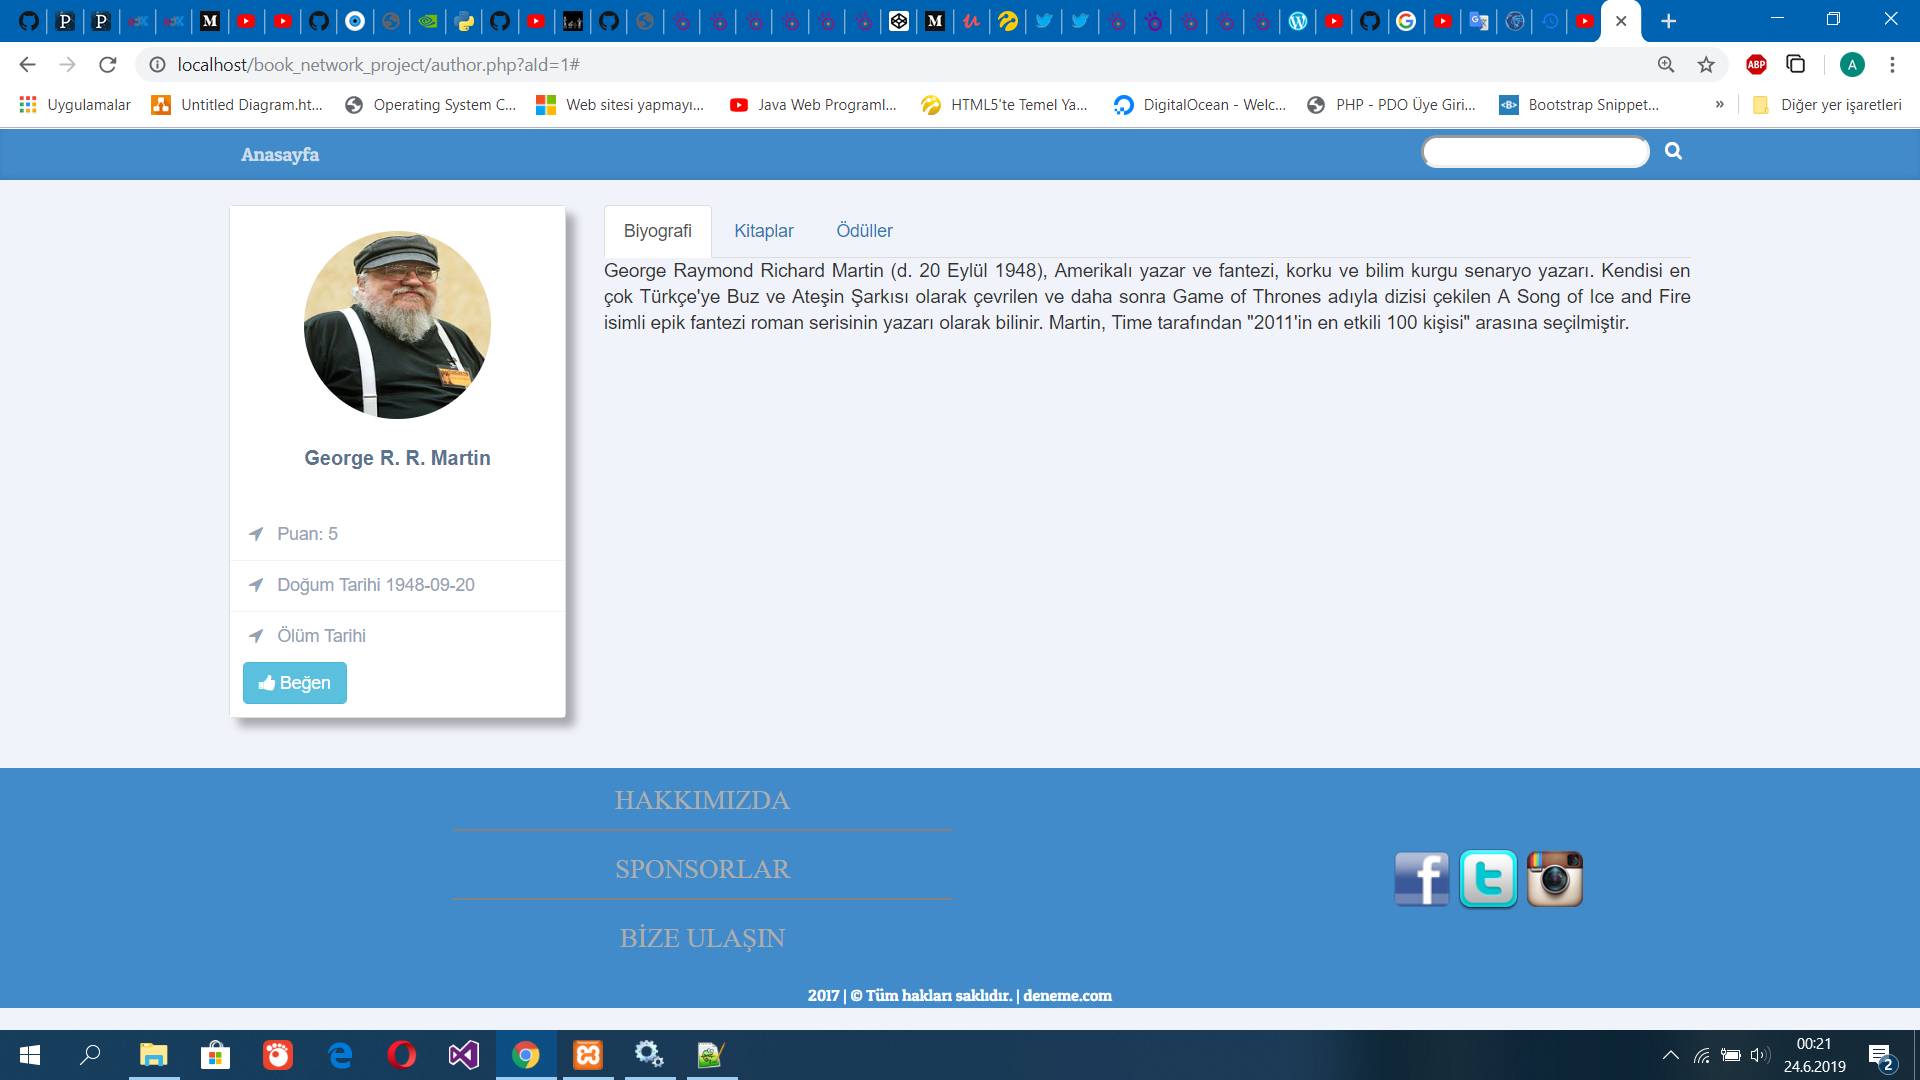 localhost/book_network_project/author.php?aId=1#
Uygulamalar
Untitled Diagram.ht...
Operating System C...
Web sitesi yapmayı...
Java Web Programl...
HTML5'te Temel Ya...
DigitalOcean - Welc...
PHP - PDO Üye Giri...
Bootstrap Snippet...
»
Diğer yer işaretleri
Anasayfa
Biyografi
Kitaplar
Ödüller
George Raymond Richard Martin (d. 20 Eylül 1948), Amerikalı yazar ve fantezi, korku ve bilim kurgu senaryo yazarı. Kendisi en
çok Türkçe'ye Buz ve Ateşin Şarkısı olarak çevrilen ve daha sonra Game of Thrones adıyla dizisi çekilen A Song of Ice and Fire
isimli epik fantezi roman serisinin yazarı olarak bilinir. Martin, Time tarafından "2011'in en etkili 100 kişisi" arasına seçilmiştir.
George R. R. Martin
Puan: 5
Doğum Tarihi 1948-09-20
Ölüm Tarihi
Beğen
HAKKIMIZDA
SPONSORLAR
BİZE ULAŞIN
2017 | © Tüm hakları saklıdır. | deneme.com
00:21
24.6.2019
2